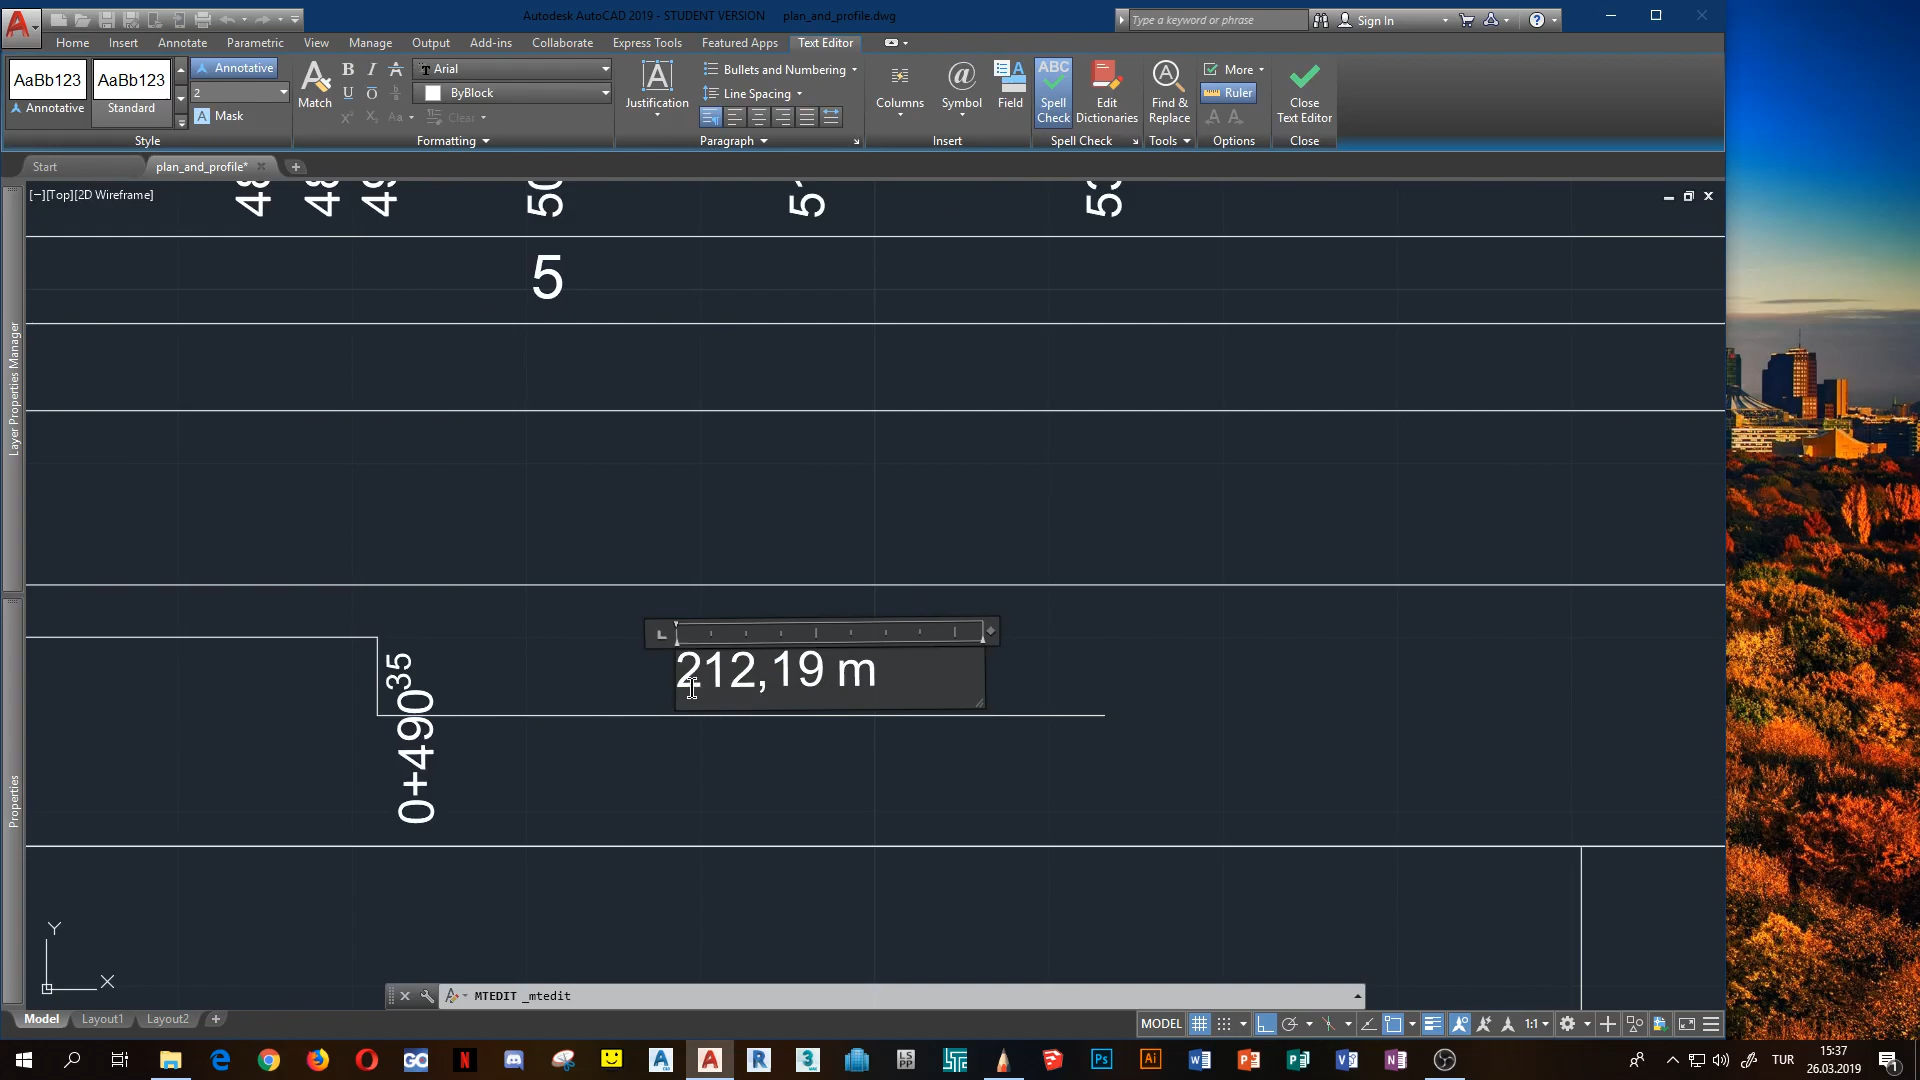 Autodesk AutoCAD 2019 - STUDENT VERSION plan_and_profile.dwg
Type a keyword or phrase
Sign In
Home Insert Annotate Parametric View Manage Output Add-ins Collaborate Express Tools Featured Apps Text Editor
AaBb123 AaBb123 Annotative
Annotative Standard 2
Mask
Style
Match
B I A
U O
Arial
ByBlock
Aa Clear
Formatting
Justification
Bullets and Numbering
Line Spacing
Paragraph
Columns
Symbol
Field
Insert
ABC
Spell Check
Edit Dictionaries
Spell Check
Find & Replace
Tools
More
Ruler
Options
Close Text Editor
Close
Start plan_and_profile*
[−][Top][2D Wireframe]
50
5
212,19 m
35
0+490
Layer Properties Manager
Properties
Y
X
MTEDIT _mtedit
Model Layout1 Layout2
MODEL 1:1
TUR
15:37
26.03.2019